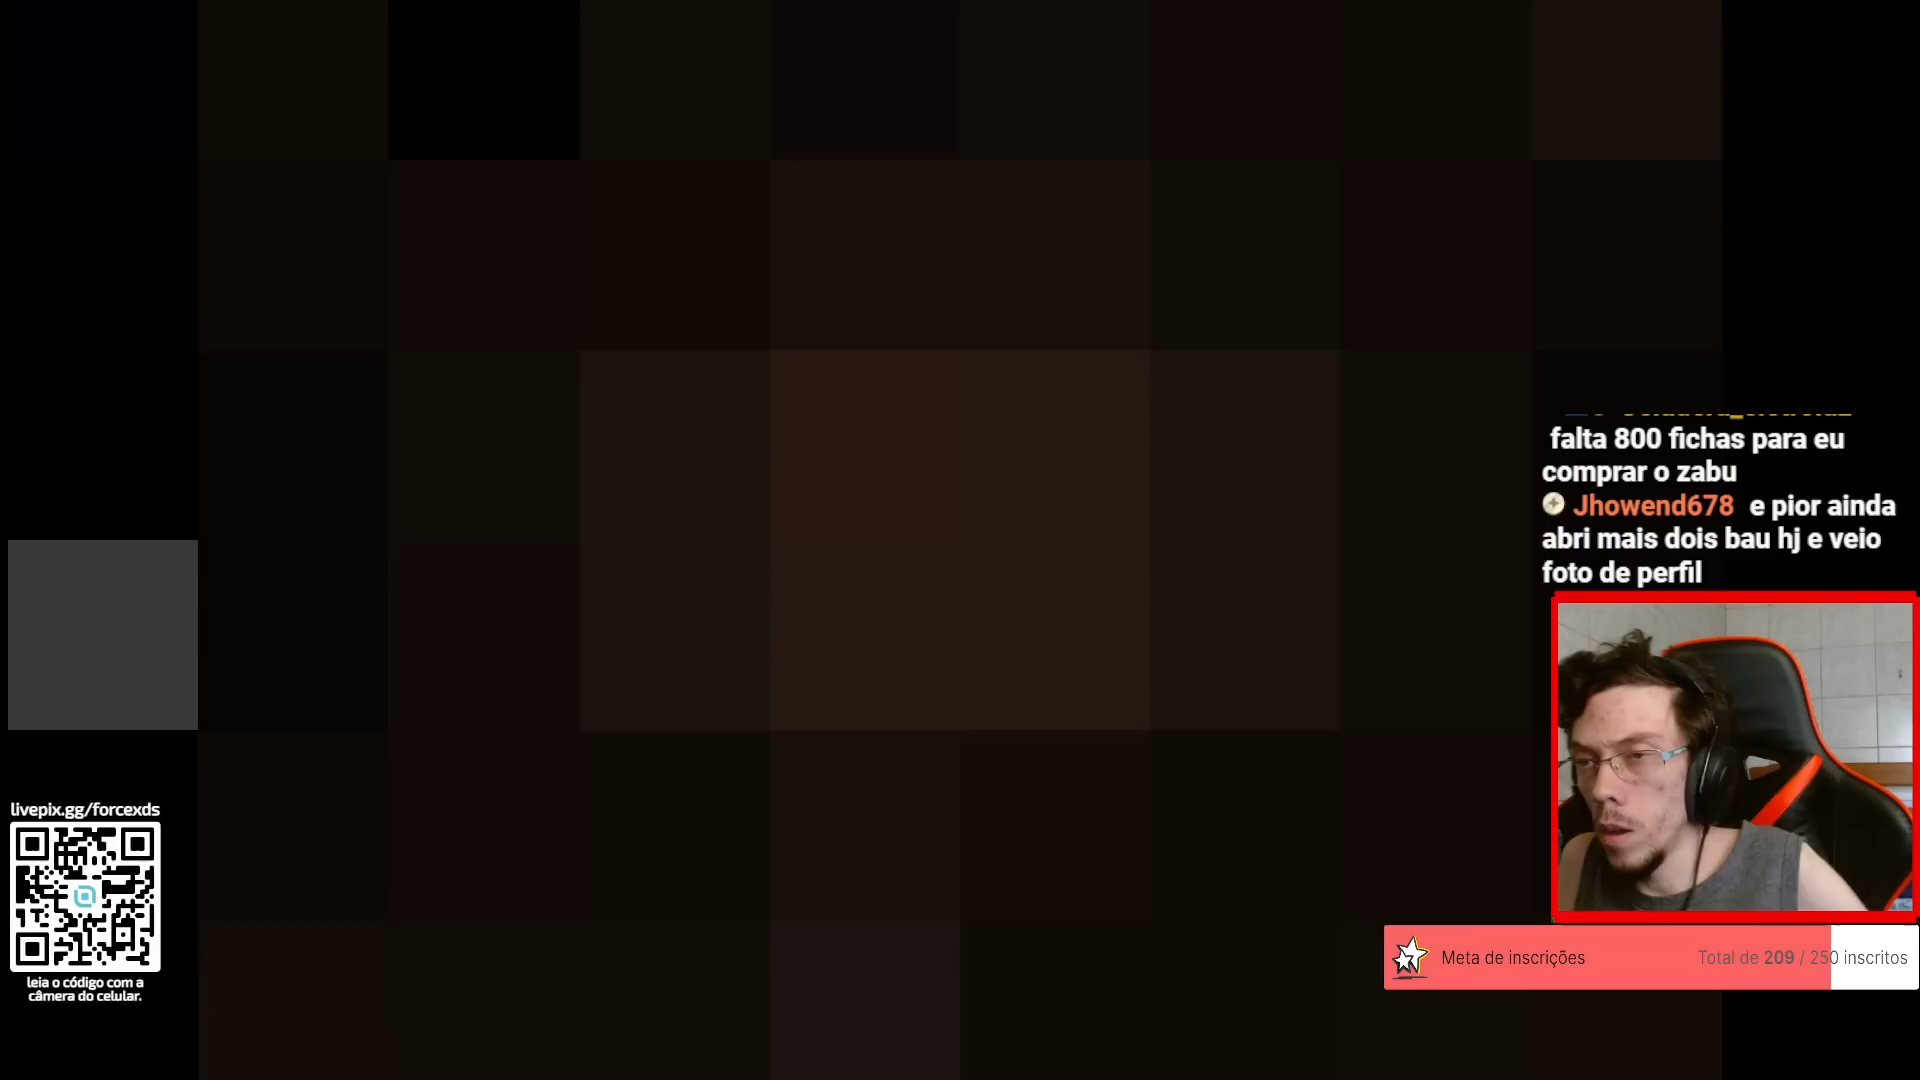 falta 800 fichas para eu
comprar o zabu
Jhowend678 e pior ainda
abri mais dois bau hj e veio
foto de perfil
livepix.gg/forcexds
leia o código com a
câmera do celular.
Meta de inscrições
Total de 209 / 250 inscritos